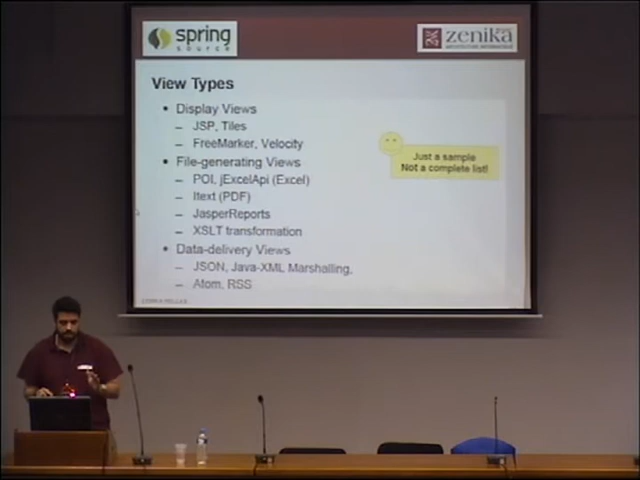 spring
source
zenika
View Types
• Display Views
– JSP, Tiles
– FreeMarker, Velocity
• File-generating Views
– POI, jExcelApi (Excel)
– Itext (PDF)
– JasperReports
– XSLT transformation
• Data-delivery Views
– JSON, Java-XML Marshalling,
– Atom, RSS
Just a sample
Not a complete list!